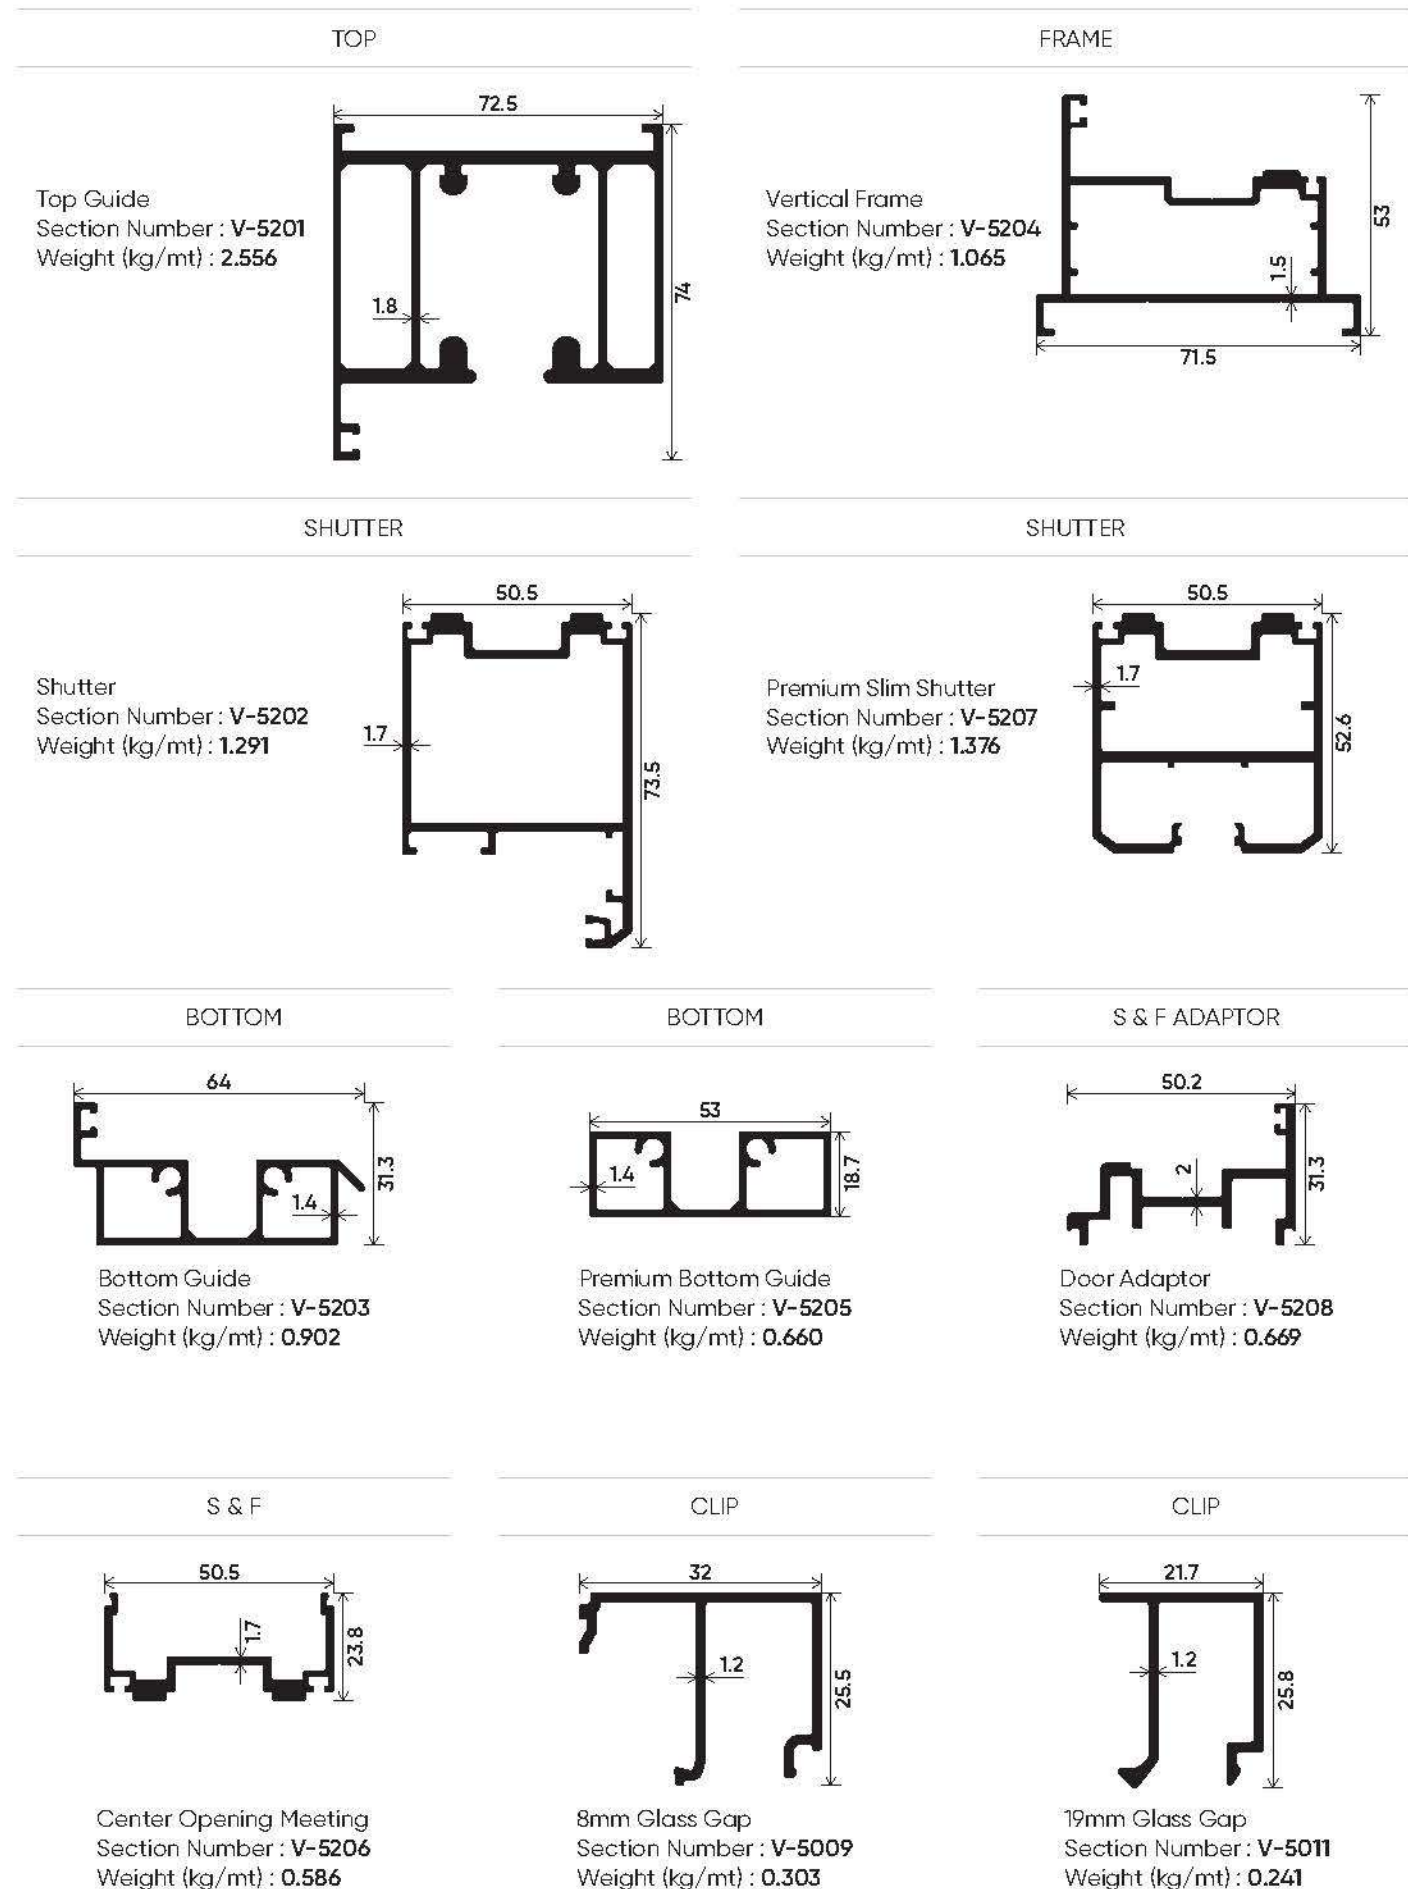 TOP
72.5
Top Guide
Section Number : V-5201
Weight (kg/mt) : 2.556
1.8
74
FRAME
Vertical Frame
Section Number : V-5204
Weight (kg/mt) : 1.065
53
1.5
71.5
SHUTTER
50.5
Shutter
Section Number : V-5202
Weight (kg/mt) : 1.291
1.7
73.5
SHUTTER
50.5
Premium Slim Shutter
Section Number : V-5207
Weight (kg/mt) : 1.376
1.7
52.6
BOTTOM
64
31.3
1.4
Bottom Guide
Section Number : V-5203
Weight (kg/mt) : 0.902
BOTTOM
53
1.4
18.7
Premium Bottom Guide
Section Number : V-5205
Weight (kg/mt) : 0.660
S & F ADAPTOR
50.2
2
31.3
Door Adaptor
Section Number : V-5208
Weight (kg/mt) : 0.669
S & F
50.5
1.7
23.8
Center Opening Meeting
Section Number : V-5206
Weight (kg/mt) : 0.586
CLIP
32
1.2
25.5
8mm Glass Gap
Section Number : V-5009
Weight (kg/mt) : 0.303
CLIP
21.7
1.2
25.8
19mm Glass Gap
Section Number : V-5011
Weight (kg/mt) : 0.241